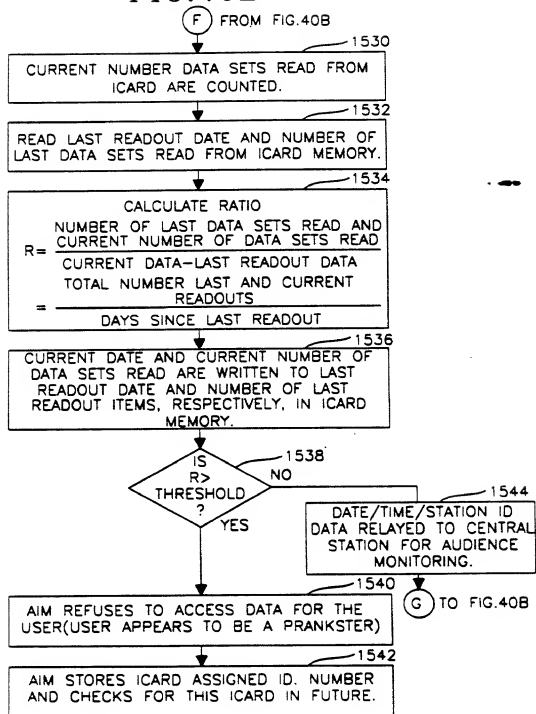 F FROM FIG.40B
1530
CURRENT NUMBER DATA SETS READ FROM
ICARD ARE COUNTED.
1532
READ LAST READOUT DATE AND NUMBER OF
LAST DATA SETS READ FROM ICARD MEMORY.
1534
CALCULATE RATIO
NUMBER OF LAST DATA SETS READ AND
CURRENT NUMBER OF DATA SETS READ
R=
CURRENT DATA-LAST READOUT DATA
TOTAL NUMBER LAST AND CURRENT
READOUTS
=
DAYS SINCE LAST READOUT
1536
CURRENT DATE AND CURRENT NUMBER OF
DATA SETS READ ARE WRITTEN TO LAST
READOUT DATE AND NUMBER OF LAST
READOUT ITEMS, RESPECTIVELY, IN ICARD
MEMORY.
1538
IS
R>
THRESHOLD
?
NO
YES
1544
DATE/TIME/STATION ID
DATA RELAYED TO CENTRAL
STATION FOR AUDIENCE
MONITORING.
G TO FIG.40B
1540
AIM REFUSES TO ACCESS DATA FOR THE
USER(USER APPEARS TO BE A PRANKSTER)
1542
AIM STORES ICARD ASSIGNED ID. NUMBER
AND CHECKS FOR THIS ICARD IN FUTURE.